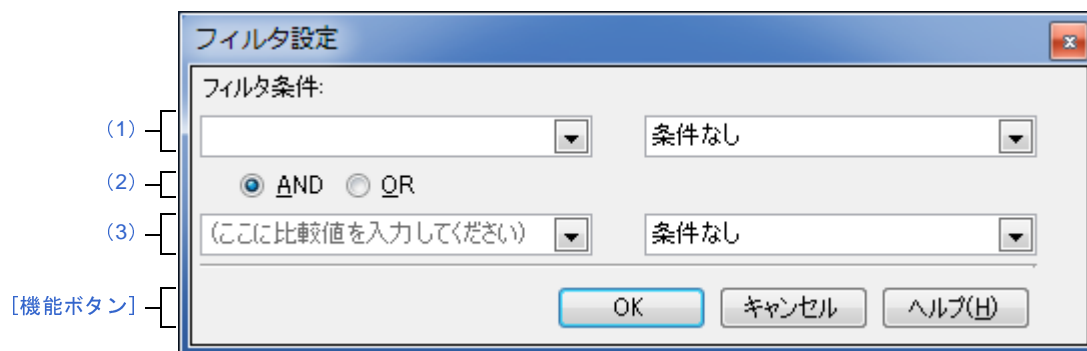 フィルタ設定
フィルタ条件:
(1) 条件なし
(2) AND OR
(3) (ここに比較値を入力してください) 条件なし
[機能ボタン] OK キャンセル ヘルプ(H)